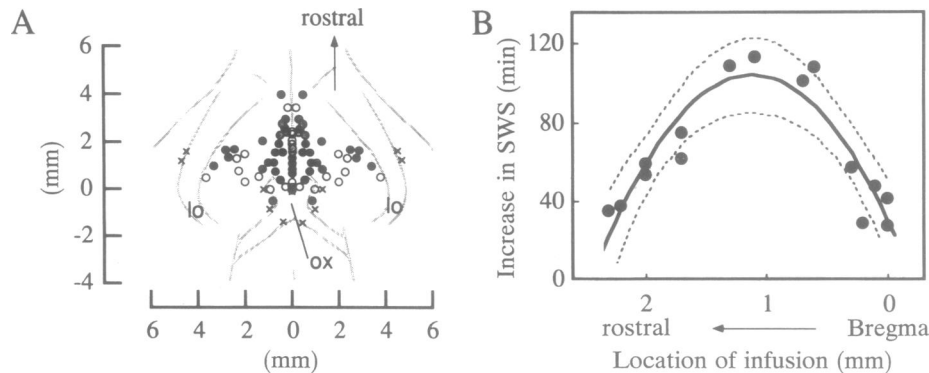 A
rostral
6
4
2
0
-2
-4
(mm)
lo
lo
ox
6 4 2 0 2 4 6
(mm)
B
Increase in SWS (min)
120
80
40
0
2 1 0
rostral Bregma
Location of infusion (mm)